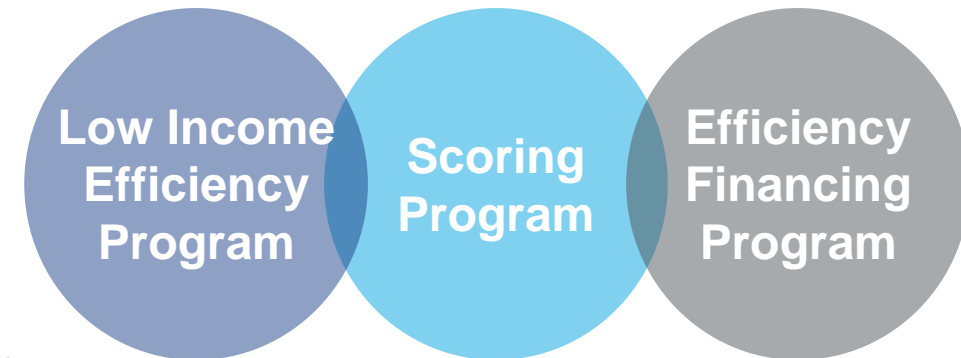 Low Income
Efficiency
Program
Scoring
Program
Efficiency
Financing
Program